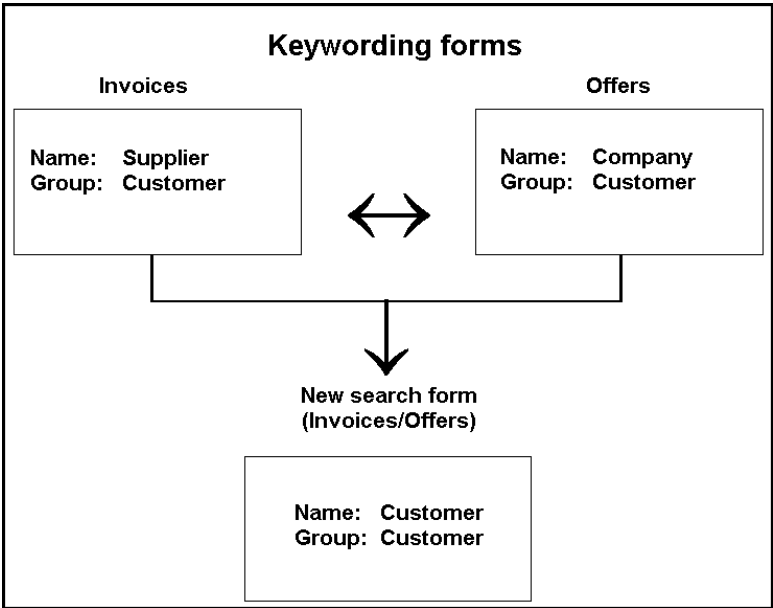 Keywording forms
Invoices
Offers
Name: Supplier
Group: Customer
Name: Company
Group: Customer
New search form
(Invoices/Offers)
Name: Customer
Group: Customer